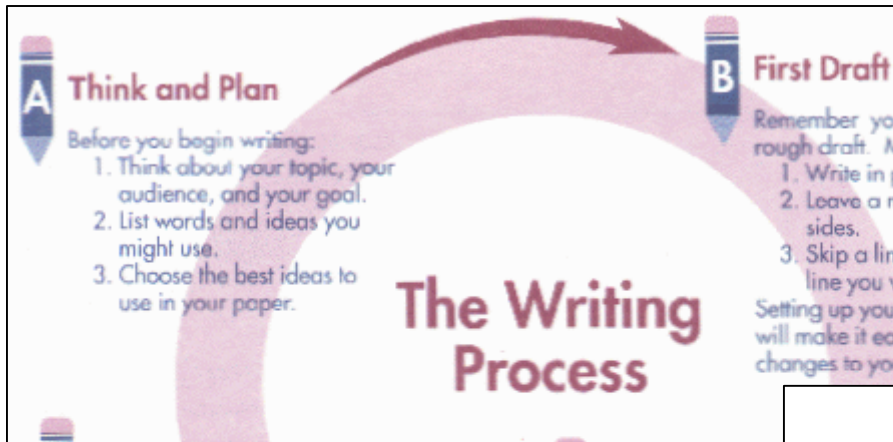 A
Think and Plan
Before you begin writing:
1. Think about your topic, your
audience, and your goal.
2. List words and ideas you
might use.
3. Choose the best ideas to
use in your paper.
The Writing
Process
B
First Draft
Remember
rough draft.
1. Write in
2. Leave a
sides.
3. Skip a
line you
Setting up
will make it
changes to